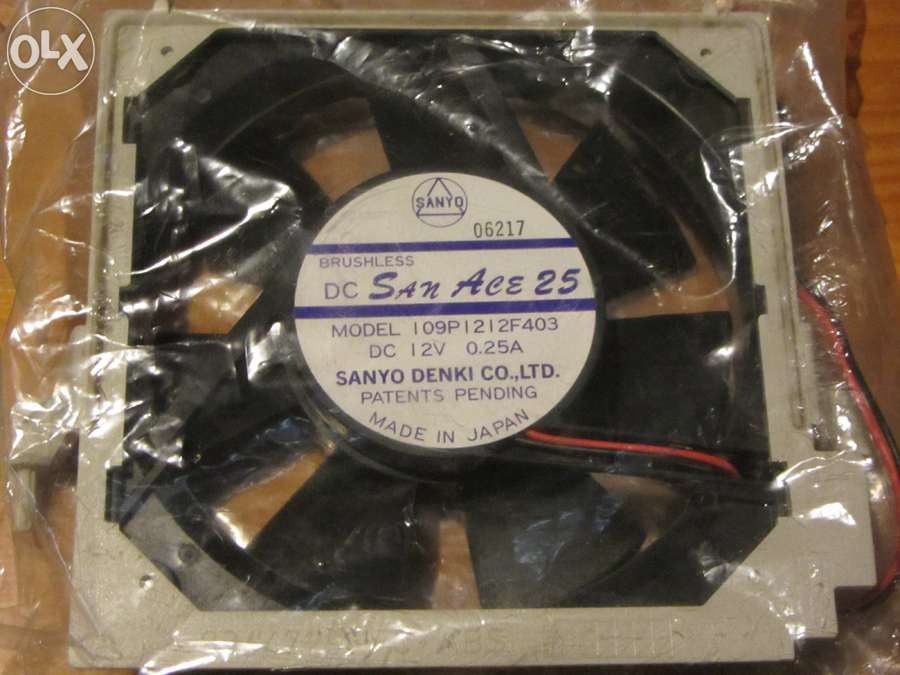 OLX
SANYO
06217
BRUSHLESS
DC SAN ACE 25
MODEL 109P1212F403
DC 12V 0.25A
SANYO DENKI CO.,LTD.
PATENTS PENDING
MADE IN JAPAN
ABS